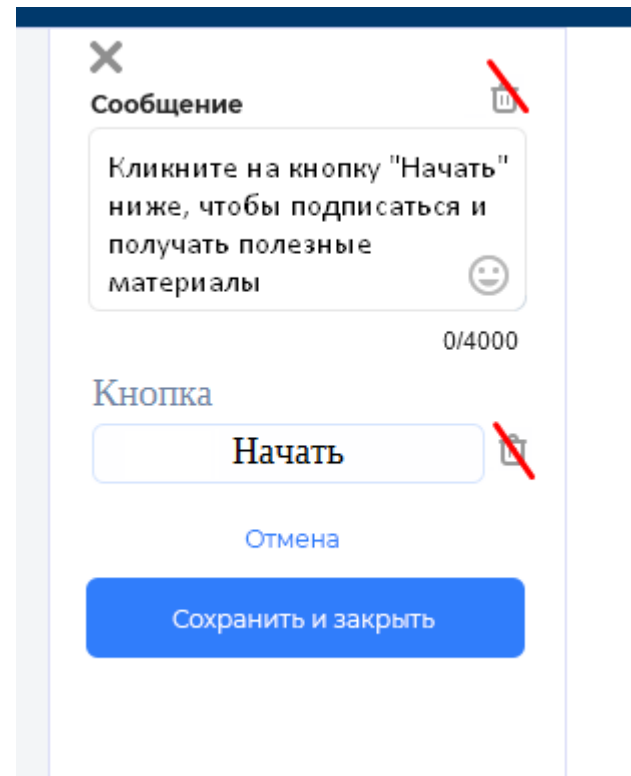 Сообщение
Кликните на кнопку "Начать"
ниже, чтобы подписаться и
получать полезные
материалы
0/4000
Кнопка
Начать
Отмена
Сохранить и закрыть